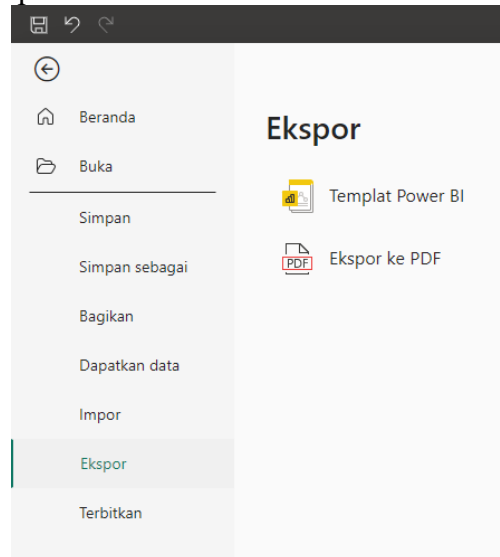 Beranda
Buka
Simpan
Simpan sebagai
Bagikan
Dapatkan data
Impor
Ekspor
Terbitkan
Ekspor
Templat Power BI
PDF
Ekspor ke PDF